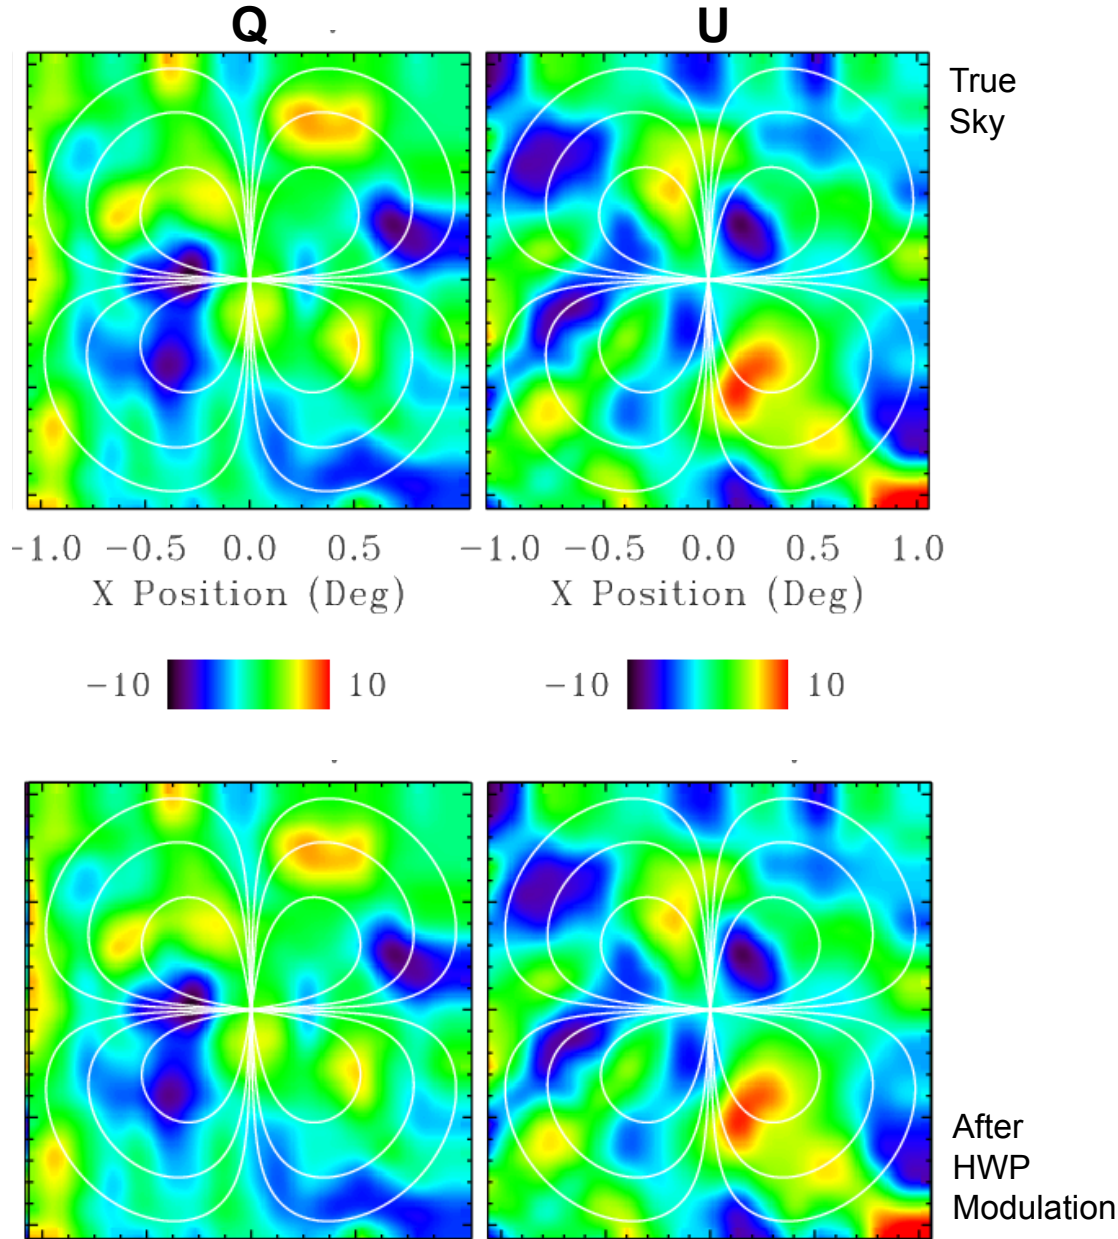 Q U
True
Sky
-1.0 -0.5 0.0 0.5 -1.0 -0.5 0.0 0.5 1.0
X Position (Deg) X Position (Deg)
-10 10 -10 10
After
HWP
Modulation